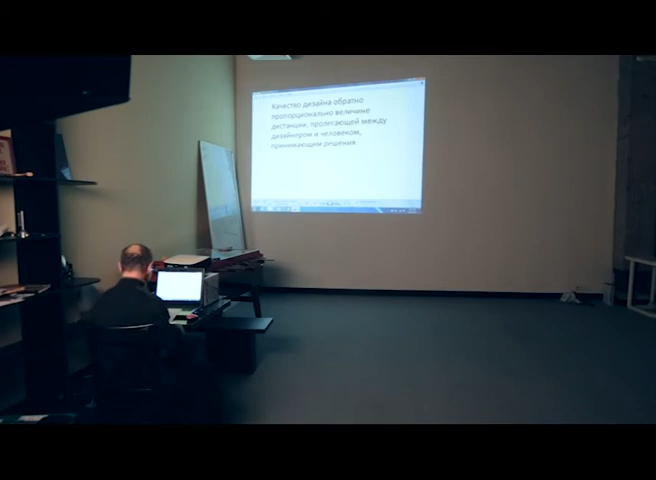 Качество дизайна обратно
пропорционально величине
дистанции, пролегающей между
дизайнером и человеком,
принимающим решения